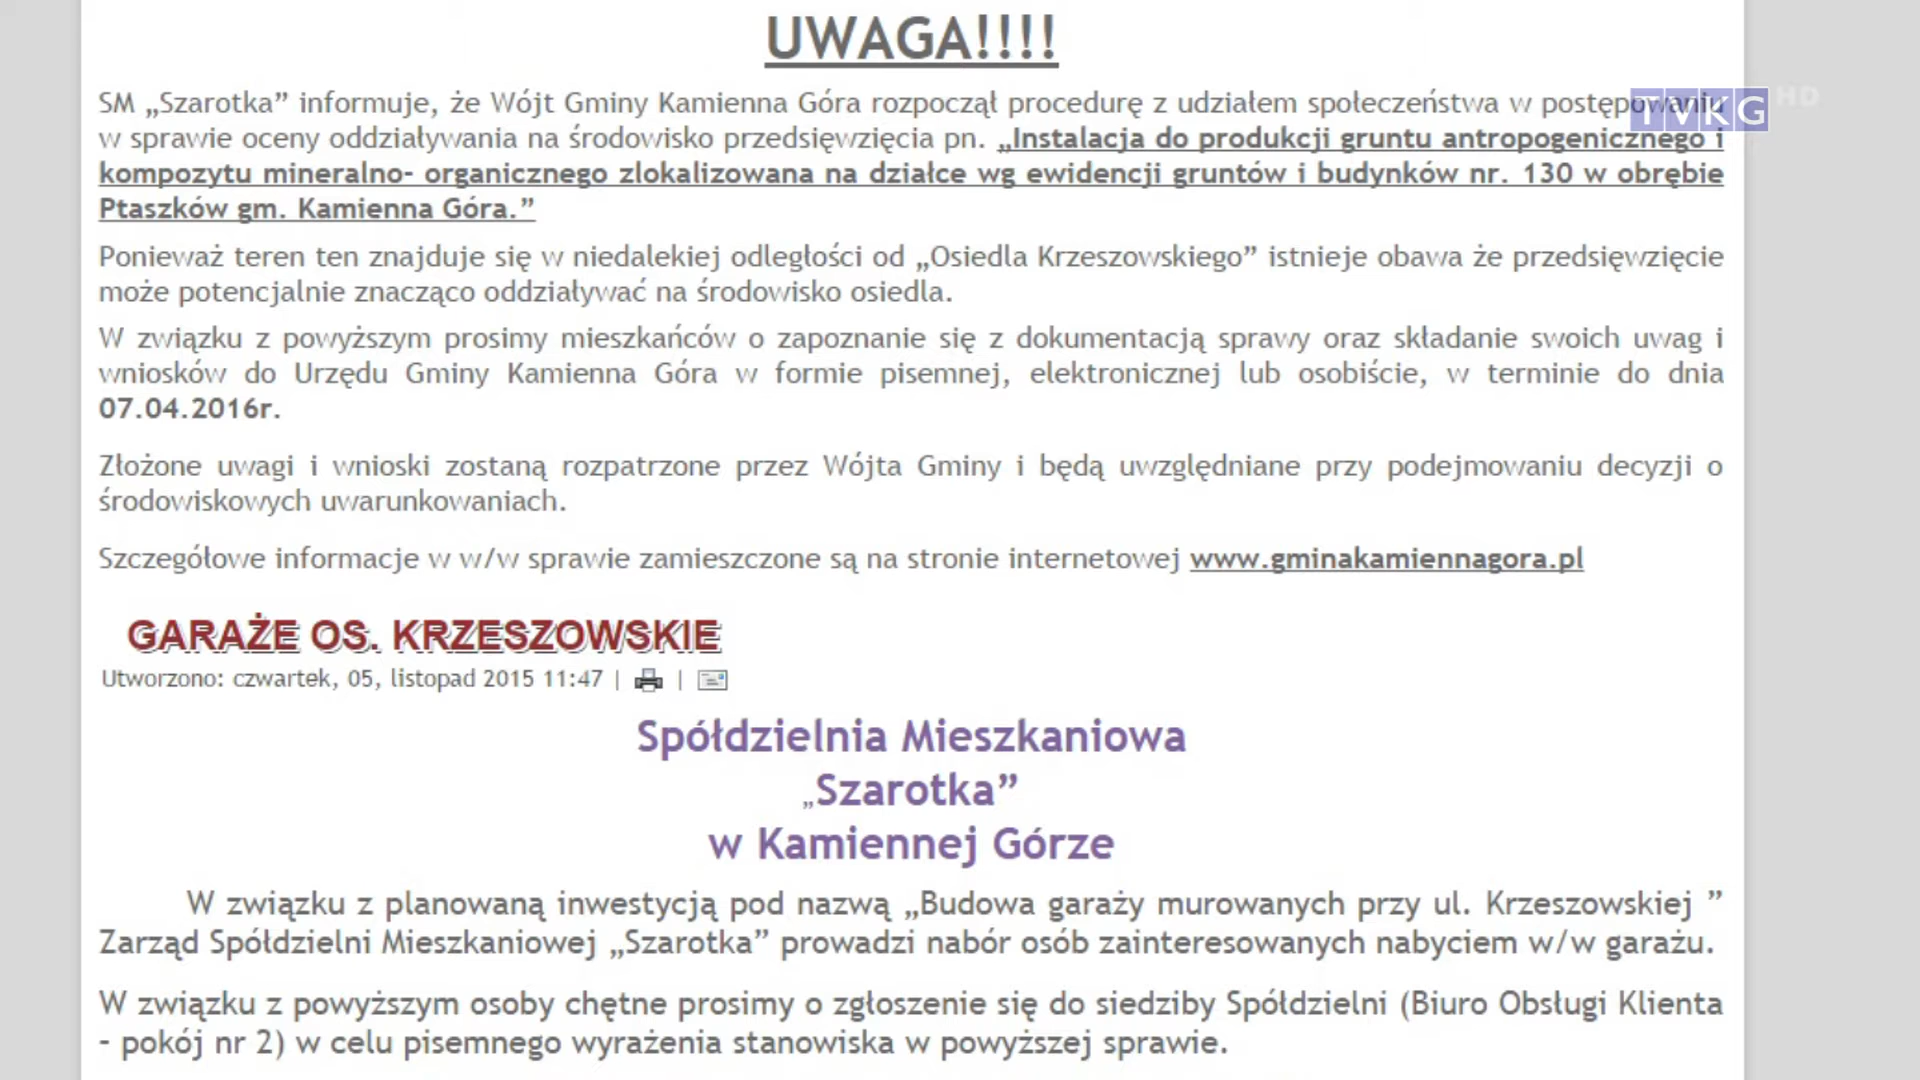 UWAGA!!!!
SM „Szarotka” informuje, że Wójt Gminy Kamienna Góra rozpoczął procedurę z udziałem społeczeństwa w postępowaniu
w sprawie oceny oddziaływania na środowisko przedsięwzięcia pn. „Instalacja do produkcji gruntu antropogenicznego i
kompozytu mineralno- organicznego zlokalizowana na działce wg ewidencji gruntów i budynków nr. 130 w obrębie
Ptaszków gm. Kamienna Góra.”
Ponieważ teren ten znajduje się w niedalekiej odległości od „Osiedla Krzeszowskiego” istnieje obawa że przedsięwzięcie
może potencjalnie znacząco oddziaływać na środowisko osiedla.
W związku z powyższym prosimy mieszkańców o zapoznanie się z dokumentacją sprawy oraz składanie swoich uwag i
wniosków do Urzędu Gminy Kamienna Góra w formie pisemnej, elektronicznej lub osobiście, w terminie do dnia
07.04.2016r.
Złożone uwagi i wnioski zostaną rozpatrzone przez Wójta Gminy i będą uwzględniane przy podejmowaniu decyzji o
środowiskowych uwarunkowaniach.
Szczegółowe informacje w w/w sprawie zamieszczone są na stronie internetowej www.gminakamiennagora.pl
GARAŻE OS. KRZESZOWSKIE
Utworzono: czwartek, 05, listopad 2015 11:47 | |
Spółdzielnia Mieszkaniowa
„Szarotka”
w Kamiennej Górze
W związku z planowaną inwestycją pod nazwą „Budowa garaży murowanych przy ul. Krzeszowskiej ”
Zarząd Spółdzielni Mieszkaniowej „Szarotka” prowadzi nabór osób zainteresowanych nabyciem w/w garażu.
W związku z powyższym osoby chętne prosimy o zgłoszenie się do siedziby Spółdzielni (Biuro Obsługi Klienta
- pokój nr 2) w celu pisemnego wyrażenia stanowiska w powyższej sprawie.
TVKG HD